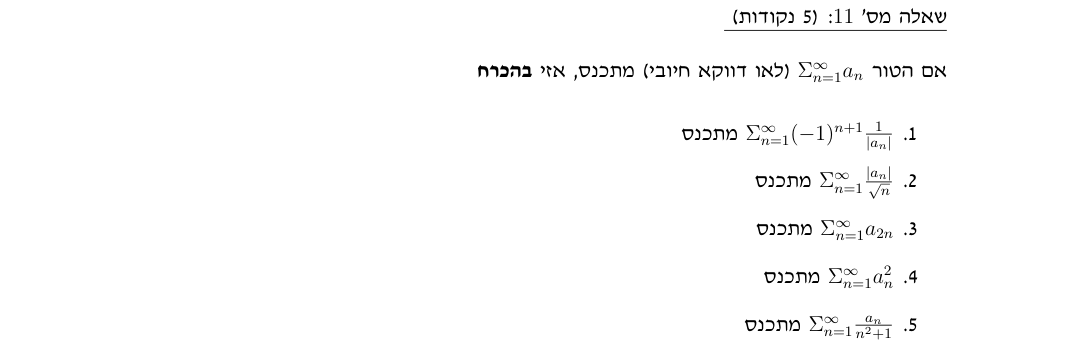 שאלה מס' 11: (5 נקודות)
אם הטור $\Sigma_{n=1}^{\infty} a_n$ (לאו דווקא חיובי) מתכנס, אזי בהכרח
1. $\Sigma_{n=1}^{\infty}(-1)^{n+1}\frac{1}{|a_n|}$ מתכנס
2. $\Sigma_{n=1}^{\infty}\frac{|a_n|}{\sqrt{n}}$ מתכנס
3. $\Sigma_{n=1}^{\infty}a_{2n}$ מתכנס
4. $\Sigma_{n=1}^{\infty}a_n^2$ מתכנס
5. $\Sigma_{n=1}^{\infty}\frac{a_n}{n^2+1}$ מתכנס